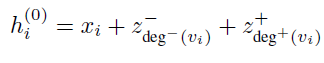 $h_i^{(0)} = x_i + z^-_{\deg^-(v_i)} + z^+_{\deg^+(v_i)}$